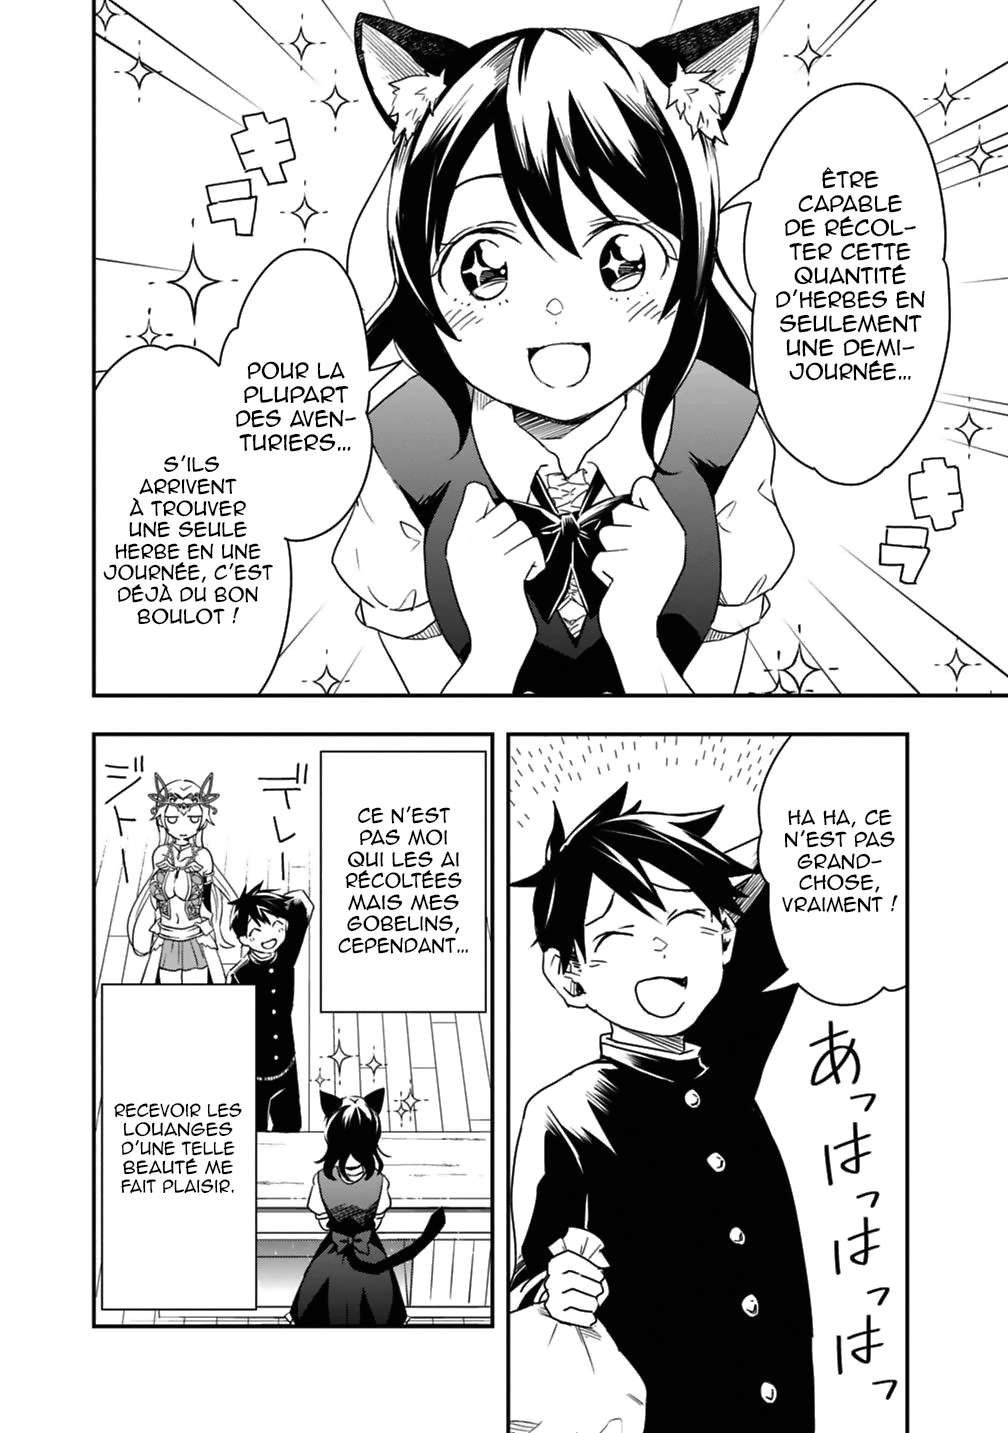 ÊTRE
CAPABLE
DE RÉCOL-
TER CETTE
QUANTITÉ
D'HERBES EN
SEULEMENT
UNE DEMI-
JOURNÉE...
キラ
キラ
POUR LA
PLUPART
DES AVEN-
TURIERS...
S'ILS
ARRIVENT
À TROUVER
UNE SEULE
HERBE EN UNE
JOURNÉE, C'EST
DÉJÀ DU BON
BOULOT !
HA HA, CE
N'EST PAS
GRAND-
CHOSE,
VRAIMENT !
あっはっはっはっ
CE N'EST
PAS MOI
QUI LES AI
RÉCOLTÉES
MAIS MES
GOBELINS,
CEPENDANT...
デレー
ジトー
RECEVOIR LES
LOUANGES
D'UNE TELLE
BEAUTÉ ME
FAIT PLAISIR.